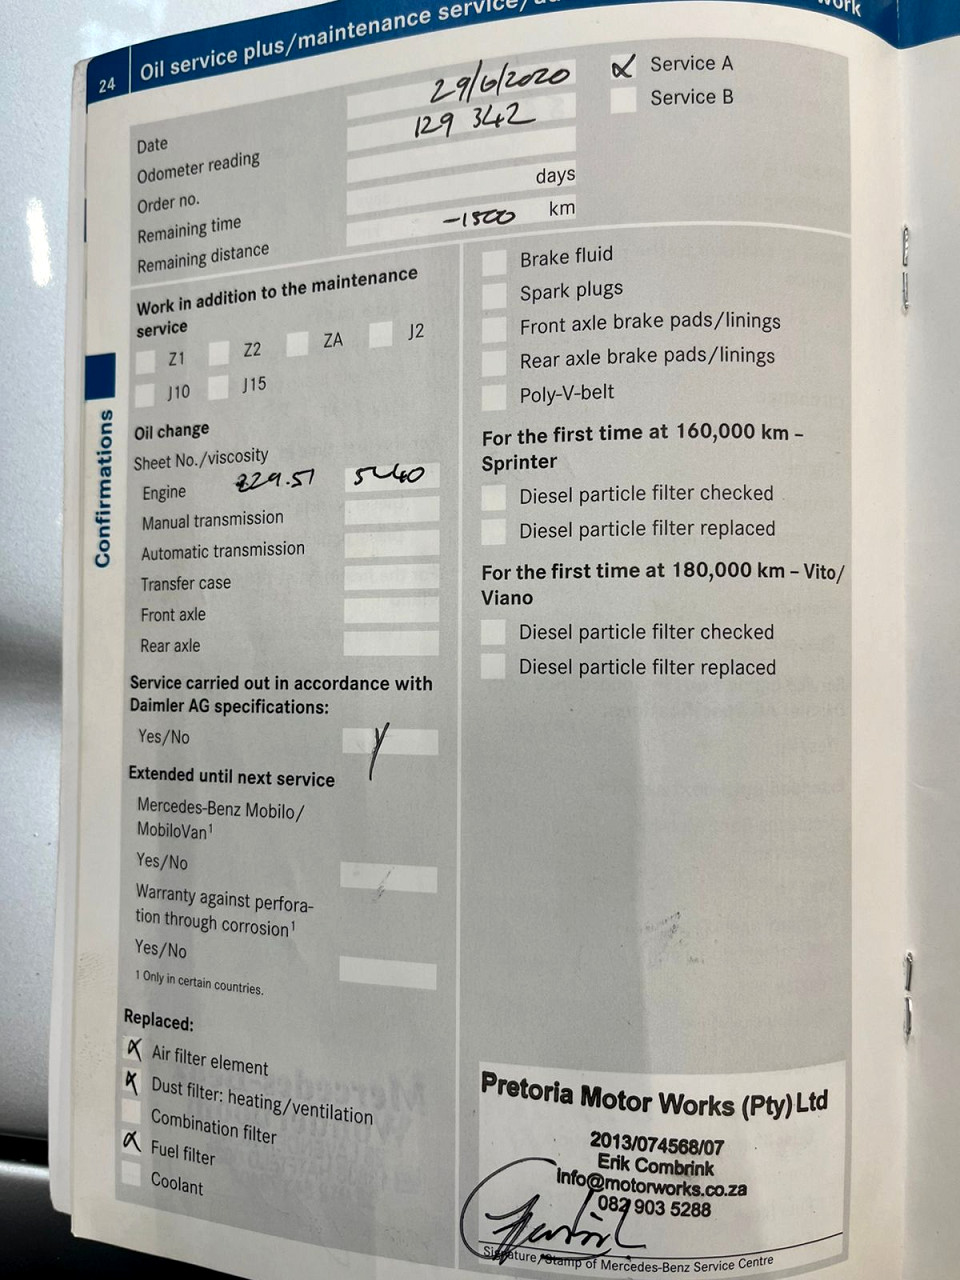 24 Oil service plus/maintenance service/
work
Date 29/6/2020
Odometer reading 129 342
Order no.
Remaining time days
Remaining distance -1500 km
α Service A
Service B
Work in addition to the maintenance
service
Z1 Z2 ZA J2
J10 J15
Oil change
Sheet No./viscosity
Engine 229.51 5W40
Manual transmission
Automatic transmission
Transfer case
Front axle
Rear axle
Service carried out in accordance with
Daimler AG specifications:
Yes/No Y
Extended until next service
Mercedes-Benz Mobilo/
MobiloVan¹
Yes/No
Warranty against perfora-
tion through corrosion¹
Yes/No
¹ Only in certain countries.
Replaced:
Air filter element
Dust filter: heating/ventilation
Combination filter
Fuel filter
Coolant
Confirmations
Brake fluid
Spark plugs
Front axle brake pads/linings
Rear axle brake pads/linings
Poly-V-belt
For the first time at 160,000 km –
Sprinter
Diesel particle filter checked
Diesel particle filter replaced
For the first time at 180,000 km – Vito/
Viano
Diesel particle filter checked
Diesel particle filter replaced
Pretoria Motor Works (Pty) Ltd
2013/074568/07
Erik Combrink
info@motorworks.co.za
082 903 5288
Signature/Stamp of Mercedes-Benz Service Centre